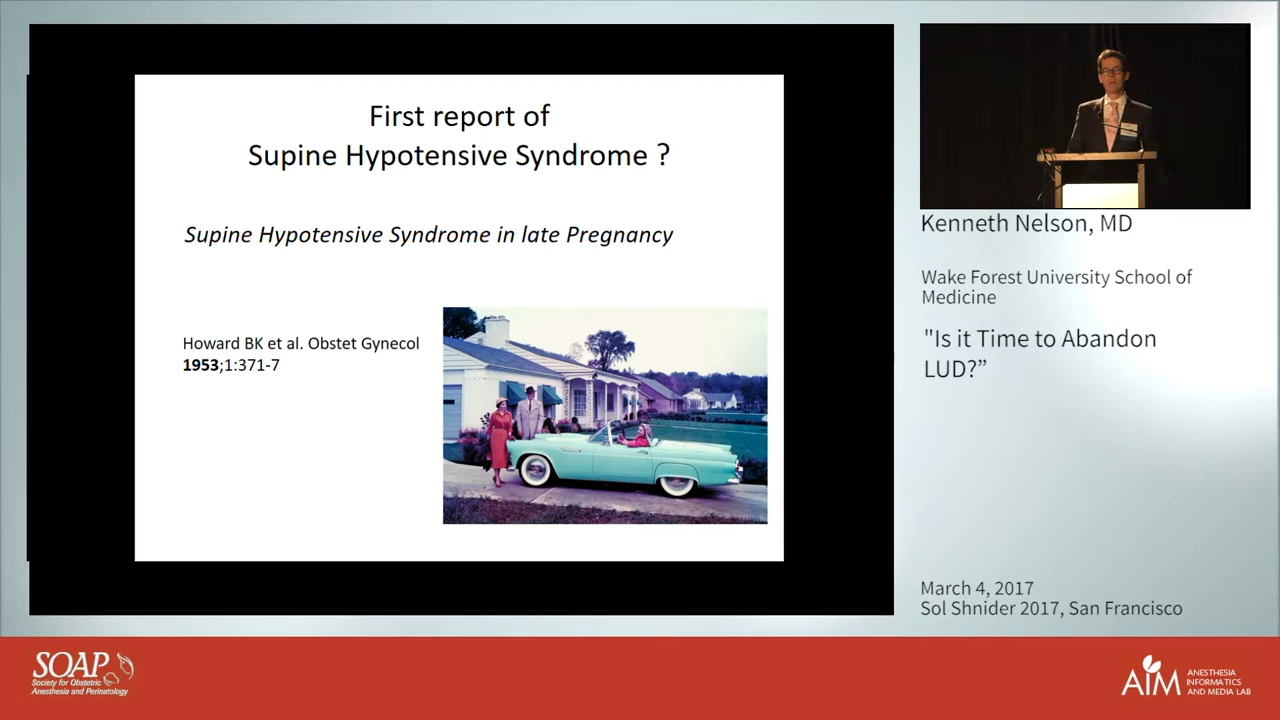 First report of
Supine Hypotensive Syndrome ?
Supine Hypotensive Syndrome in late Pregnancy
Howard BK et al. Obstet Gynecol
1953;1:371-7
Kenneth Nelson, MD
Wake Forest University School of
Medicine
"Is it Time to Abandon
LUD?”
March 4, 2017
Sol Shnider 2017, San Francisco
SOAP
Society for Obstetric
Anesthesia and Perinatology
AIM
ANESTHESIA
INFORMATICS
AND MEDIA LAB